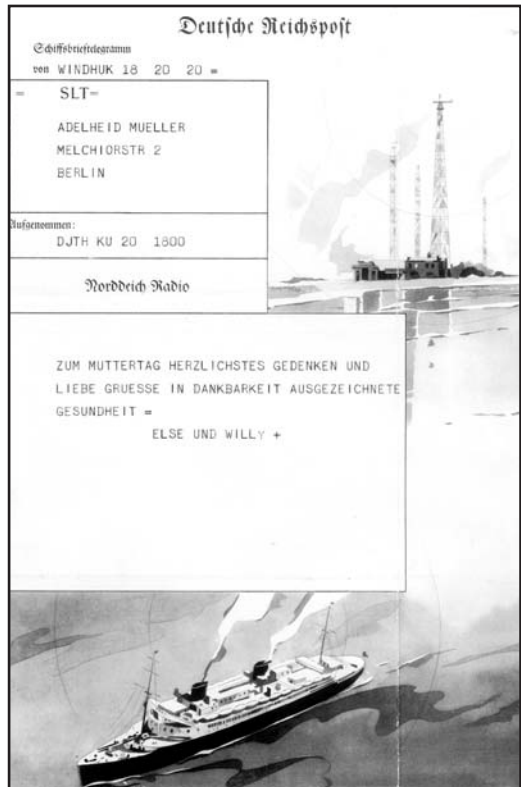 Deutsche Reichspost
Schiffsbrieftelegramm
von WINDHUK 18 20 20 =
= SLT=
ADELHEID MUELLER
MELCHIORSTR 2
BERLIN
Aufgenommen:
DJTH KU 20 1800
Norddeich Radio
ZUM MUTTERTAG HERZLICHSTES GEDENKEN UND
LIEBE GRUESSE IN DANKBARKEIT AUSGEZEICHNETE
GESUNDHEIT =
ELSE UND WILLY +